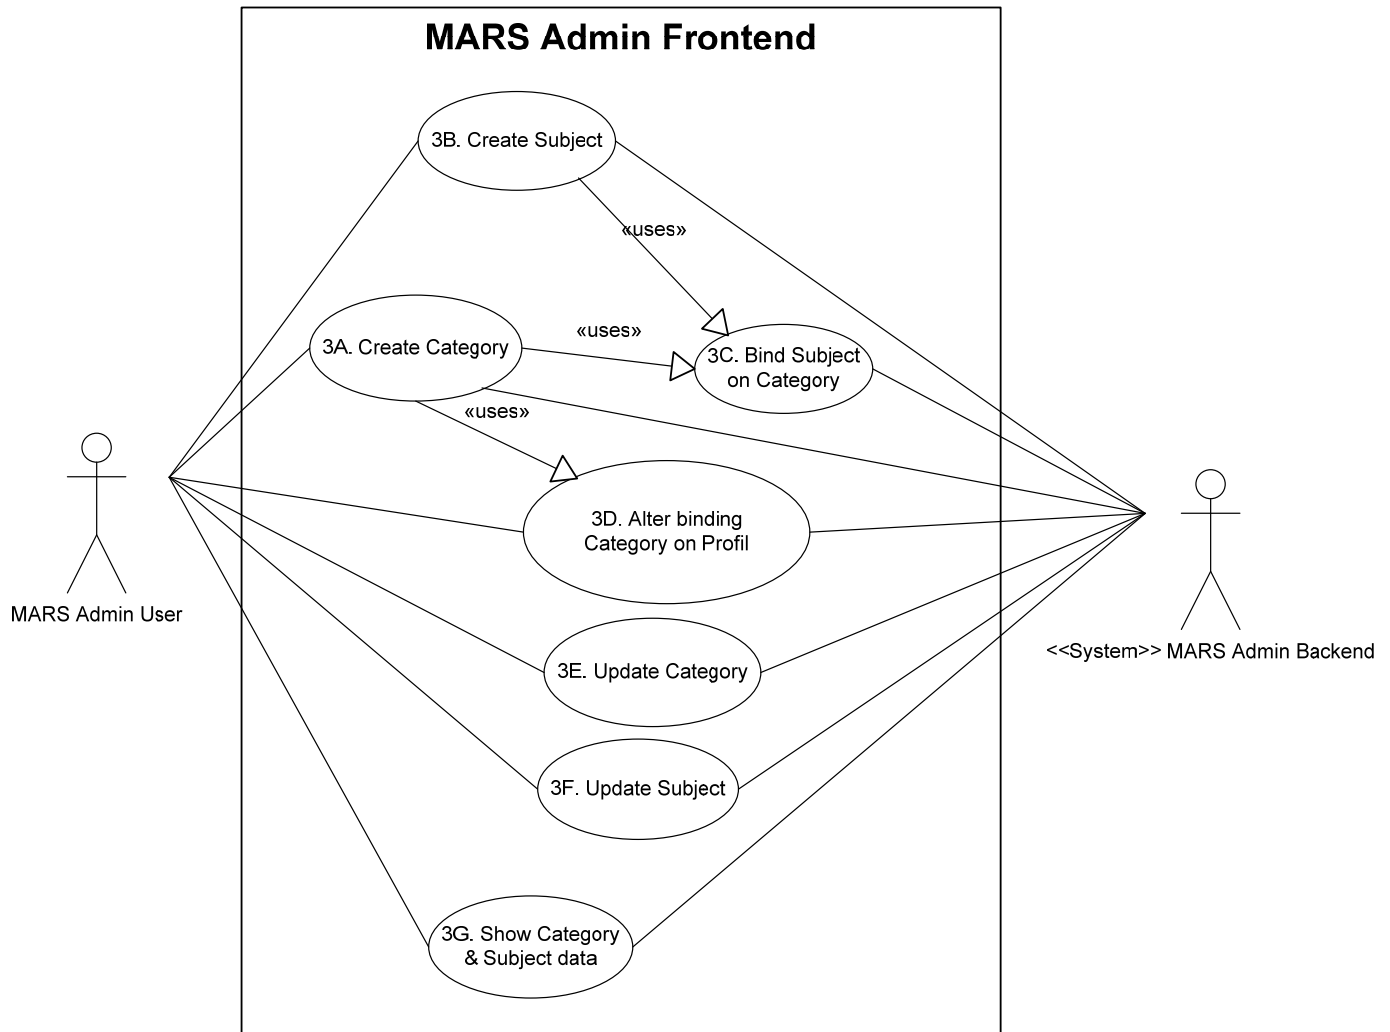 MARS Admin Frontend
3B. Create Subject
«uses»
3A. Create Category
«uses»
3C. Bind Subject
on Category
«uses»
3D. Alter binding
Category on Profil
MARS Admin User
<<System>> MARS Admin Backend
3E. Update Category
3F. Update Subject
3G. Show Category
& Subject data